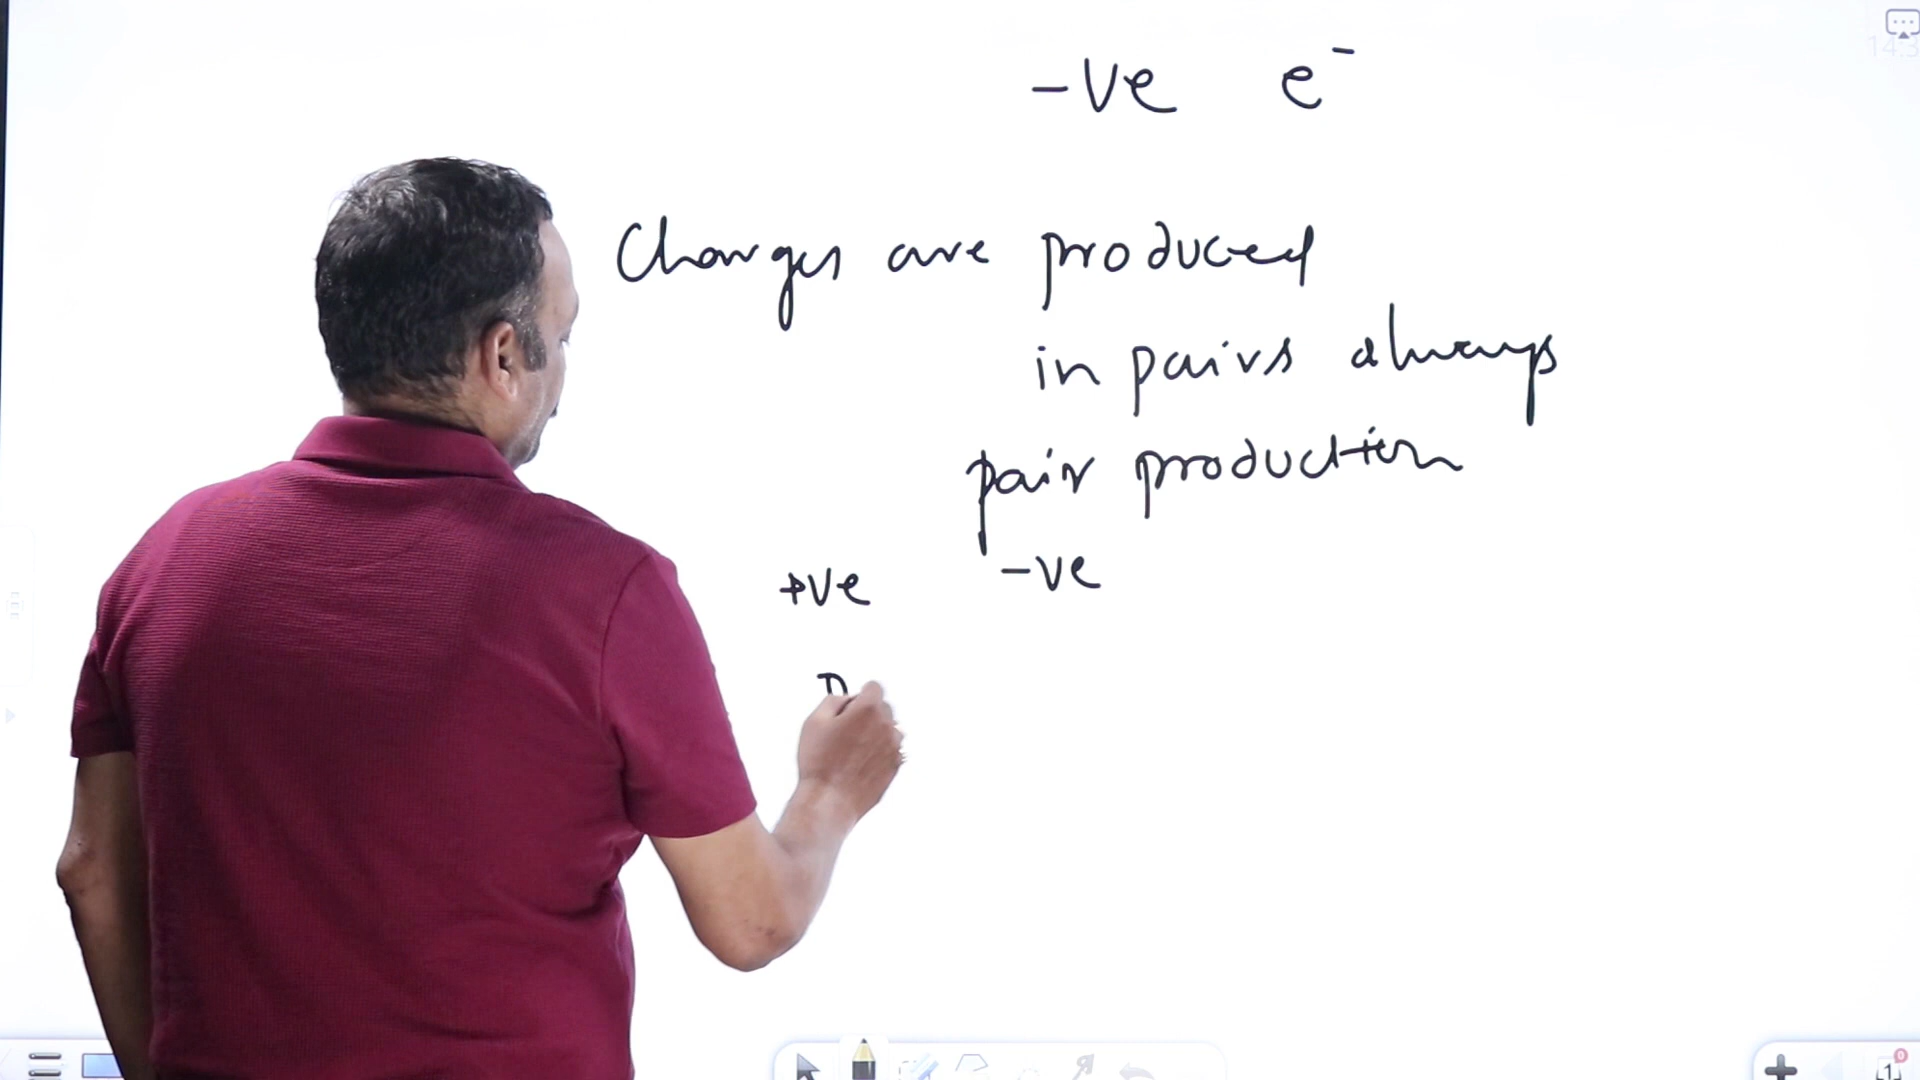 -ve e⁻
Charges are produced
in pairs always
pair production
+ve -ve